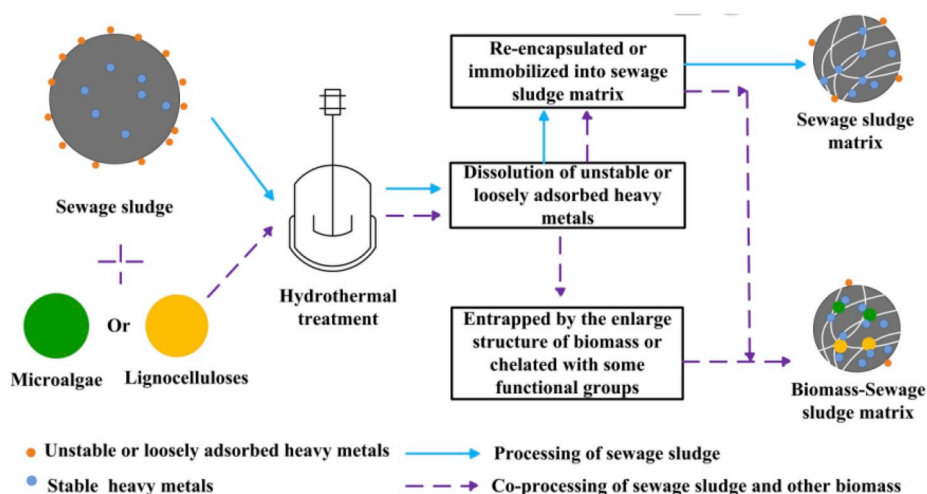 Re-encapsulated or
immobilized into sewage
sludge matrix
Sewage sludge
matrix
Sewage sludge
Dissolution of unstable or
loosely adsorbed heavy
metals
Hydrothermal
treatment
Or
Microalgae
Lignocelluloses
Entrapped by the enlarge
structure of biomass or
chelated with some
functional groups
Biomass-Sewage
sludge matrix
Unstable or loosely adsorbed heavy metals
Processing of sewage sludge
Stable heavy metals
Co-processing of sewage sludge and other biomass